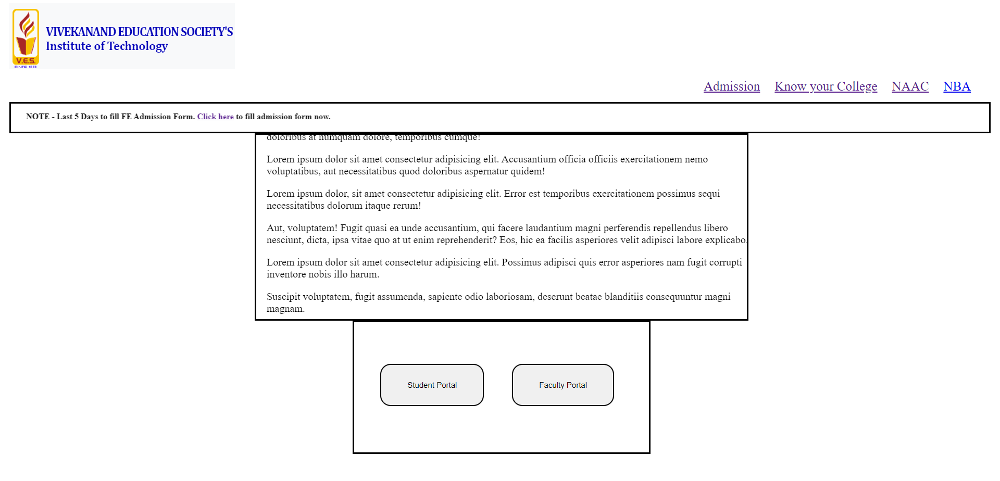 VIVEKANAND EDUCATION SOCIETY'S
Institute of Technology
V.E.S.
Admission Know your College NAAC NBA
NOTE - Last 5 Days to fill FE Admission Form. Click here to fill admission form now.
doloribus at numquam dolore, temporibus cumque!
Lorem ipsum dolor sit amet consectetur adipisicing elit. Accusantium officia officiis exercitationem nemo
voluptatibus, aut necessitatibus quod doloribus aspernatur quidem!
Lorem ipsum dolor, sit amet consectetur adipisicing elit. Error est temporibus exercitationem possimus sequi
necessitatibus dolorum itaque rerum!
Aut, voluptatem! Fugit quasi ea unde accusantium, qui facere laudantium magni perferendis repellendus libero
nesciunt, dicta, ipsa vitae quo at ut enim reprehenderit? Eos, hic ea facilis asperiores velit adipisci labore explicabo.
Lorem ipsum dolor sit amet consectetur adipisicing elit. Possimus adipisci quis error asperiores nam fugit corrupti
inventore nobis illo harum.
Suscipit voluptatem, fugit assumenda, sapiente odio laboriosam, deserunt beatae blanditiis consequuntur magni
magnam.
Student Portal Faculty Portal